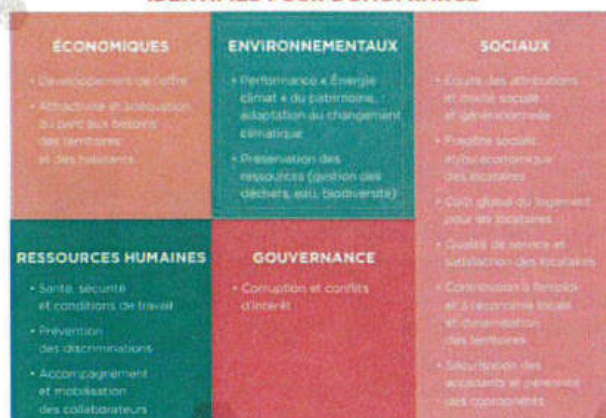 ÉCONOMIQUES
• Développement de l'offre
• Attractivité et adéquation
du parc aux besoins
des territoires
et des habitants
ENVIRONNEMENTAUX
• Performance « Énergie
climat » du patrimoine,
adaptation au changement
climatique
• Préservation des
ressources (gestion des
déchets, eau, biodiversité)
SOCIAUX
• Équité des attributions
et mixité sociale
et générationnelle
• Fragilité sociale
et/ou économique
des locataires
• Coût global du logement
pour les locataires
• Qualité de service et
satisfaction des locataires
• Contribution à l'emploi
et à l'économie locale
et dynamisation
des territoires
• Sécurisation des
accédants et pérennité
des copropriétés
RESSOURCES HUMAINES
• Santé, sécurité
et conditions de travail
• Prévention
des discriminations
• Accompagnement
et mobilisation
des collaborateurs
GOUVERNANCE
• Corruption et conflits
d'intérêt